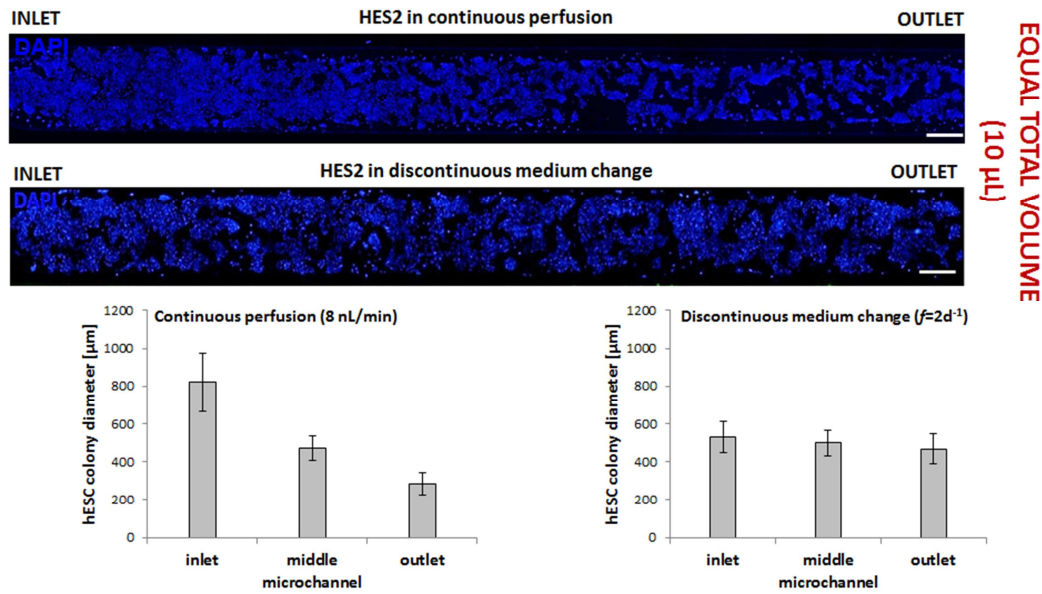 INLET HES2 in continuous perfusion OUTLET
DAPI
INLET HES2 in discontinuous medium change OUTLET
DAPI
EQUAL TOTAL VOLUME
(10 µL)
Continuous perfusion (8 nL/min)
hESC colony diameter [µm]
1200
1000
800
600
400
200
0
inlet middle outlet
microchannel
Discontinuous medium change (f=2d⁻¹)
hESC colony diameter [µm]
1200
1000
800
600
400
200
0
inlet middle outlet
microchannel